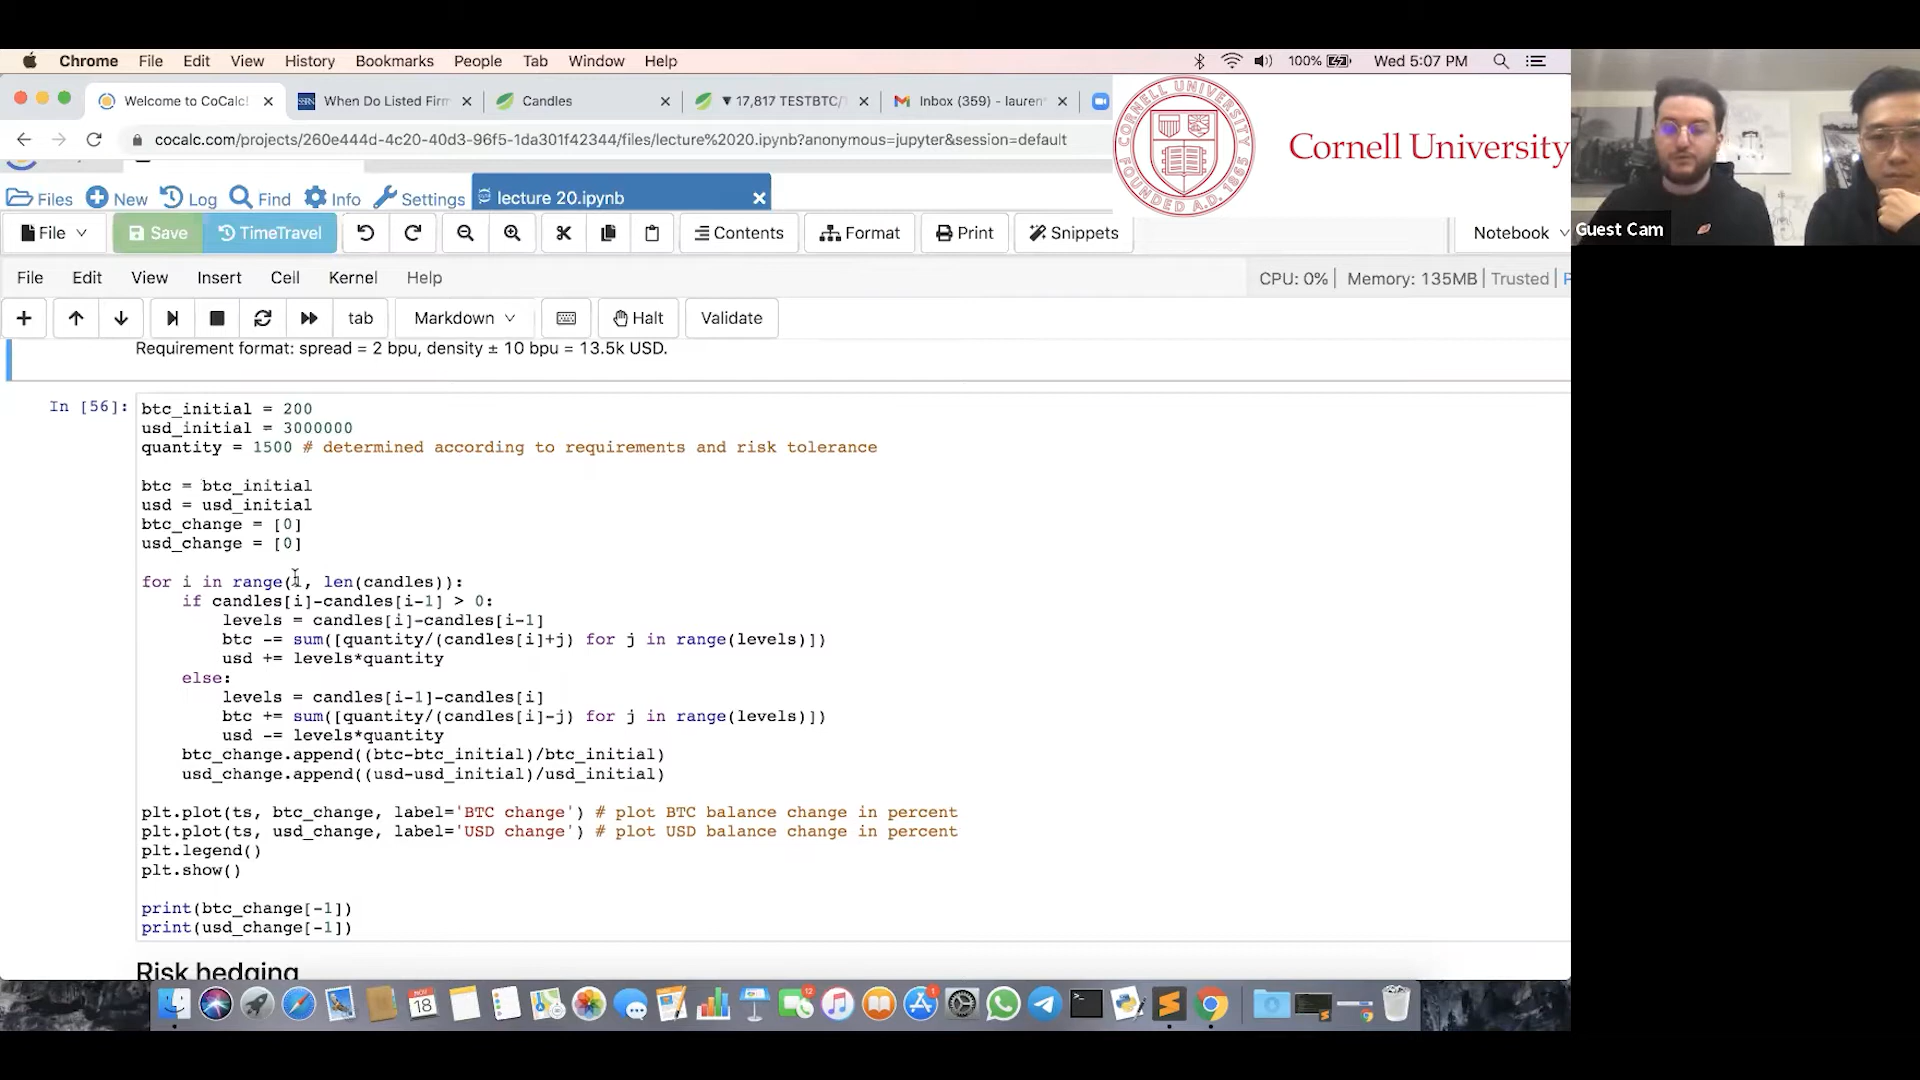 Chrome File Edit View History Bookmarks People Tab Window Help 100% Wed 5:07 PM
Welcome to CoCalc! When Do Listed Firm Candles ▼ 17,817 TESTBTC/ Inbox (359) - lauren
cocalc.com/projects/260e444d-4c20-40d3-96f5-1da301f42344/files/lecture%2020.ipynb?anonymous=jupyter&session=default
CORNELL UNIVERSITY
FOUNDED A.D. 1865
Cornell University
Files New Log Find Info Settings lecture 20.ipynb
File Save TimeTravel Contents Format Print Snippets Notebook
Guest Cam
File Edit View Insert Cell Kernel Help CPU: 0% | Memory: 135MB | Trusted |
tab Markdown Halt Validate
Requirement format: spread = 2 bpu, density ± 10 bpu = 13.5k USD.
In [56]:
btc_initial = 200
usd_initial = 3000000
quantity = 1500 # determined according to requirements and risk tolerance
btc = btc_initial
usd = usd_initial
btc_change = [0]
usd_change = [0]
for i in range(1, len(candles)):
if candles[i]-candles[i-1] > 0:
levels = candles[i]-candles[i-1]
btc -= sum([quantity/(candles[i]+j) for j in range(levels)])
usd += levels*quantity
else:
levels = candles[i-1]-candles[i]
btc += sum([quantity/(candles[i]-j) for j in range(levels)])
usd -= levels*quantity
btc_change.append((btc-btc_initial)/btc_initial)
usd_change.append((usd-usd_initial)/usd_initial)
plt.plot(ts, btc_change, label='BTC change') # plot BTC balance change in percent
plt.plot(ts, usd_change, label='USD change') # plot USD balance change in percent
plt.legend()
plt.show()
print(btc_change[-1])
print(usd_change[-1])
Risk hedging
NOV
18
12
1